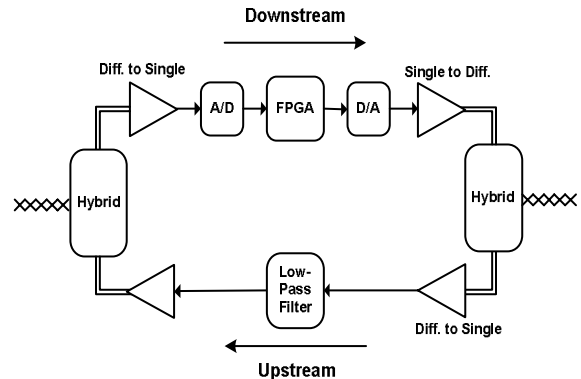 Downstream
Diff. to Single
Single to Diff.
A/D
FPGA
D/A
Hybrid
Hybrid
Low-
Pass
Filter
Diff. to Single
Upstream